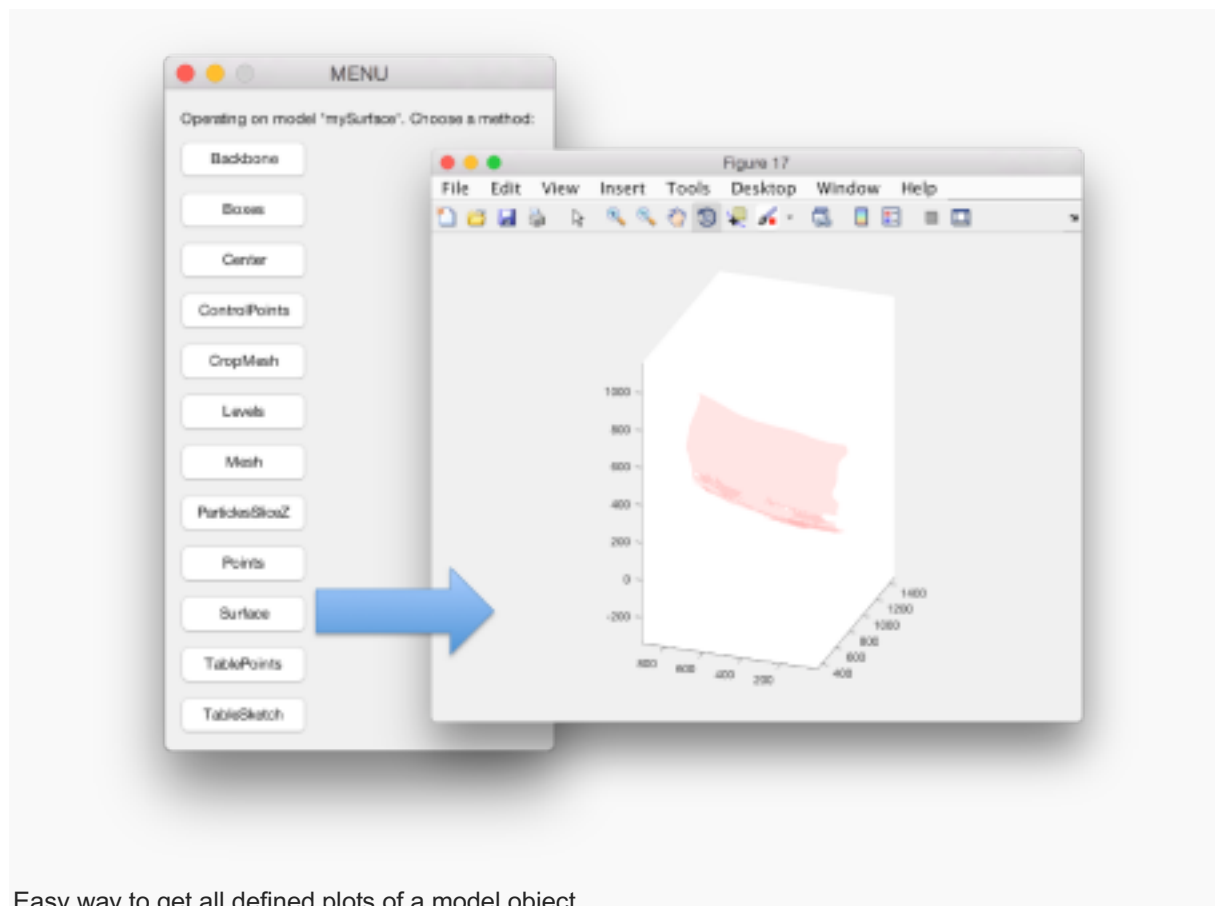 MENU
Operating on model "mySurface". Choose a method:
Backbone
Boxes
Center
ControlPoints
CropMesh
Levels
Mesh
ParticlesSliceZ
Points
Surface
TablePoints
TableSketch
Figure 17
File Edit View Insert Tools Desktop Window Help
1000
800
600
400
200
0
-200
800 600 400 200
1400
1200
1000
800
600
400
Easy way to get all defined plots of a model object